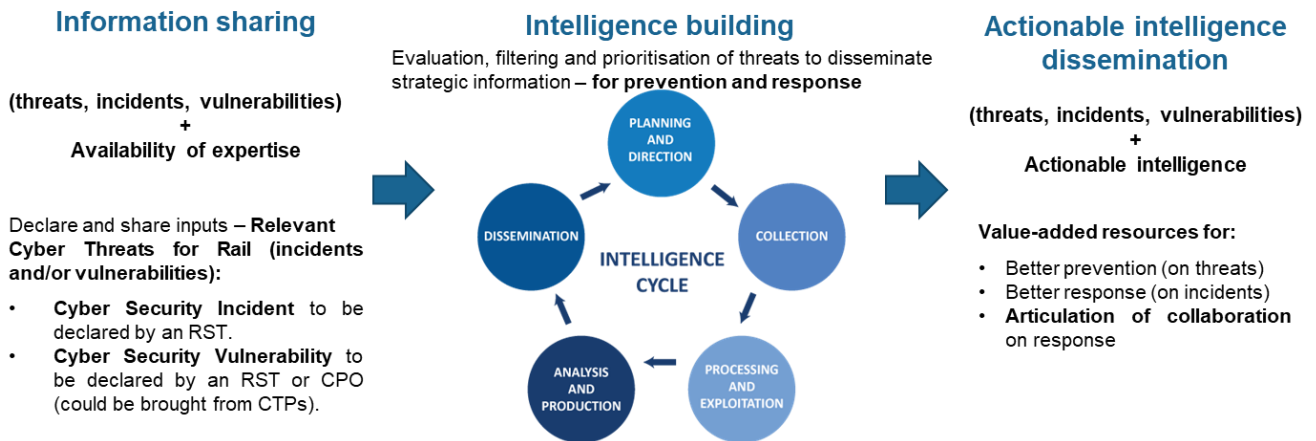 Information sharing
(threats, incidents, vulnerabilities)
+
Availability of expertise
Declare and share inputs – Relevant
Cyber Threats for Rail (incidents
and/or vulnerabilities):
• Cyber Security Incident to be
declared by an RST.
• Cyber Security Vulnerability to
be declared by an RST or CPO
(could be brought from CTPs).
Intelligence building
Evaluation, filtering and prioritisation of threats to disseminate
strategic information – for prevention and response
PLANNING
AND
DIRECTION
COLLECTION
PROCESSING
AND
EXPLOITATION
ANALYSIS
AND
PRODUCTION
DISSEMINATION
INTELLIGENCE
CYCLE
Actionable intelligence
dissemination
(threats, incidents, vulnerabilities)
+
Actionable intelligence
Value-added resources for:
• Better prevention (on threats)
• Better response (on incidents)
• Articulation of collaboration
on response